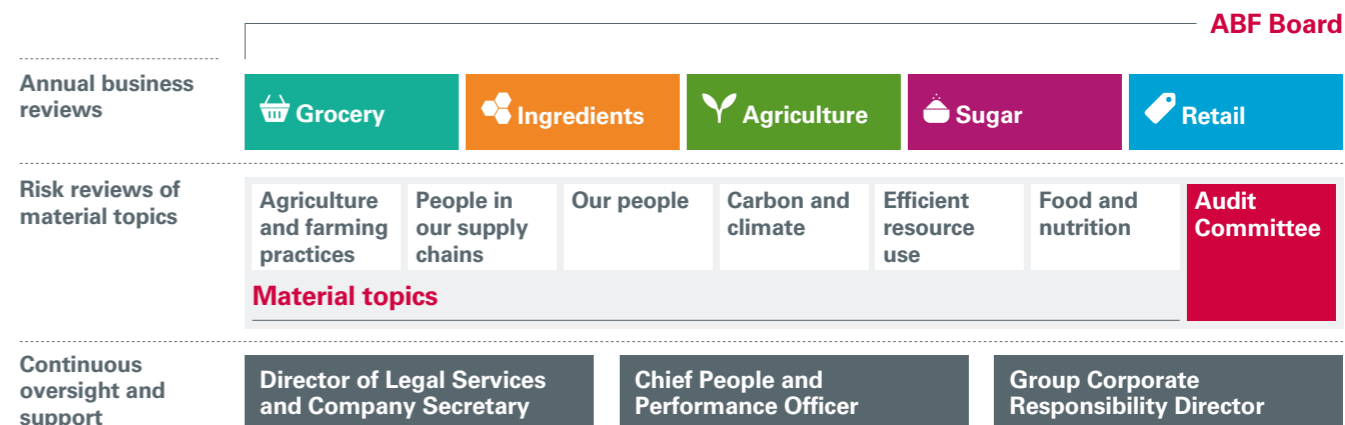 ABF Board
Annual business
reviews
Grocery
Ingredients
Agriculture
Sugar
Retail
Risk reviews of
material topics
Agriculture
and farming
practices
People in
our supply
chains
Our people
Carbon and
climate
Efficient
resource
use
Food and
nutrition
Audit
Committee
Material topics
Continuous
oversight and
support
Director of Legal Services
and Company Secretary
Chief People and
Performance Officer
Group Corporate
Responsibility Director